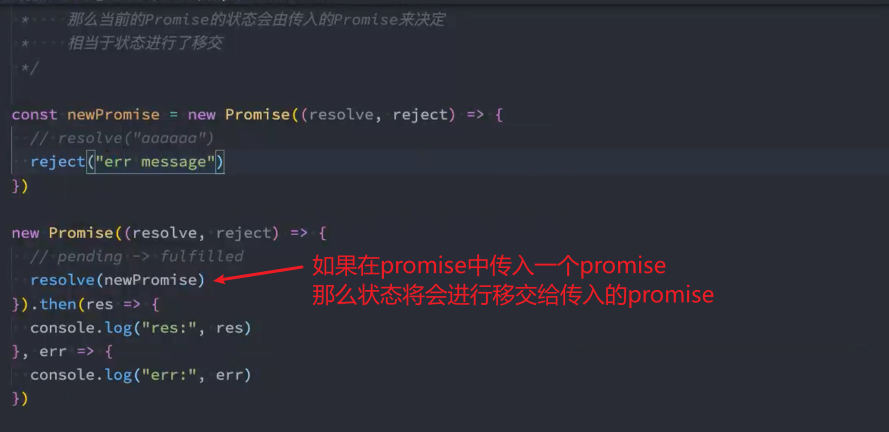 *    那么当前的Promise的状态会由传入的Promise来决定
*    相当于状态进行了移交
*/
const newPromise = new Promise((resolve, reject) => {
  // resolve("aaaaaa")
  reject("err message")
})
new Promise((resolve, reject) => {
  // pending -> fulfilled
  resolve(newPromise)
如果在promise中传入一个promise
那么状态将会进行移交给传入的promise
}).then(res => {
  console.log("res:", res)
}, err => {
  console.log("err:", err)
})